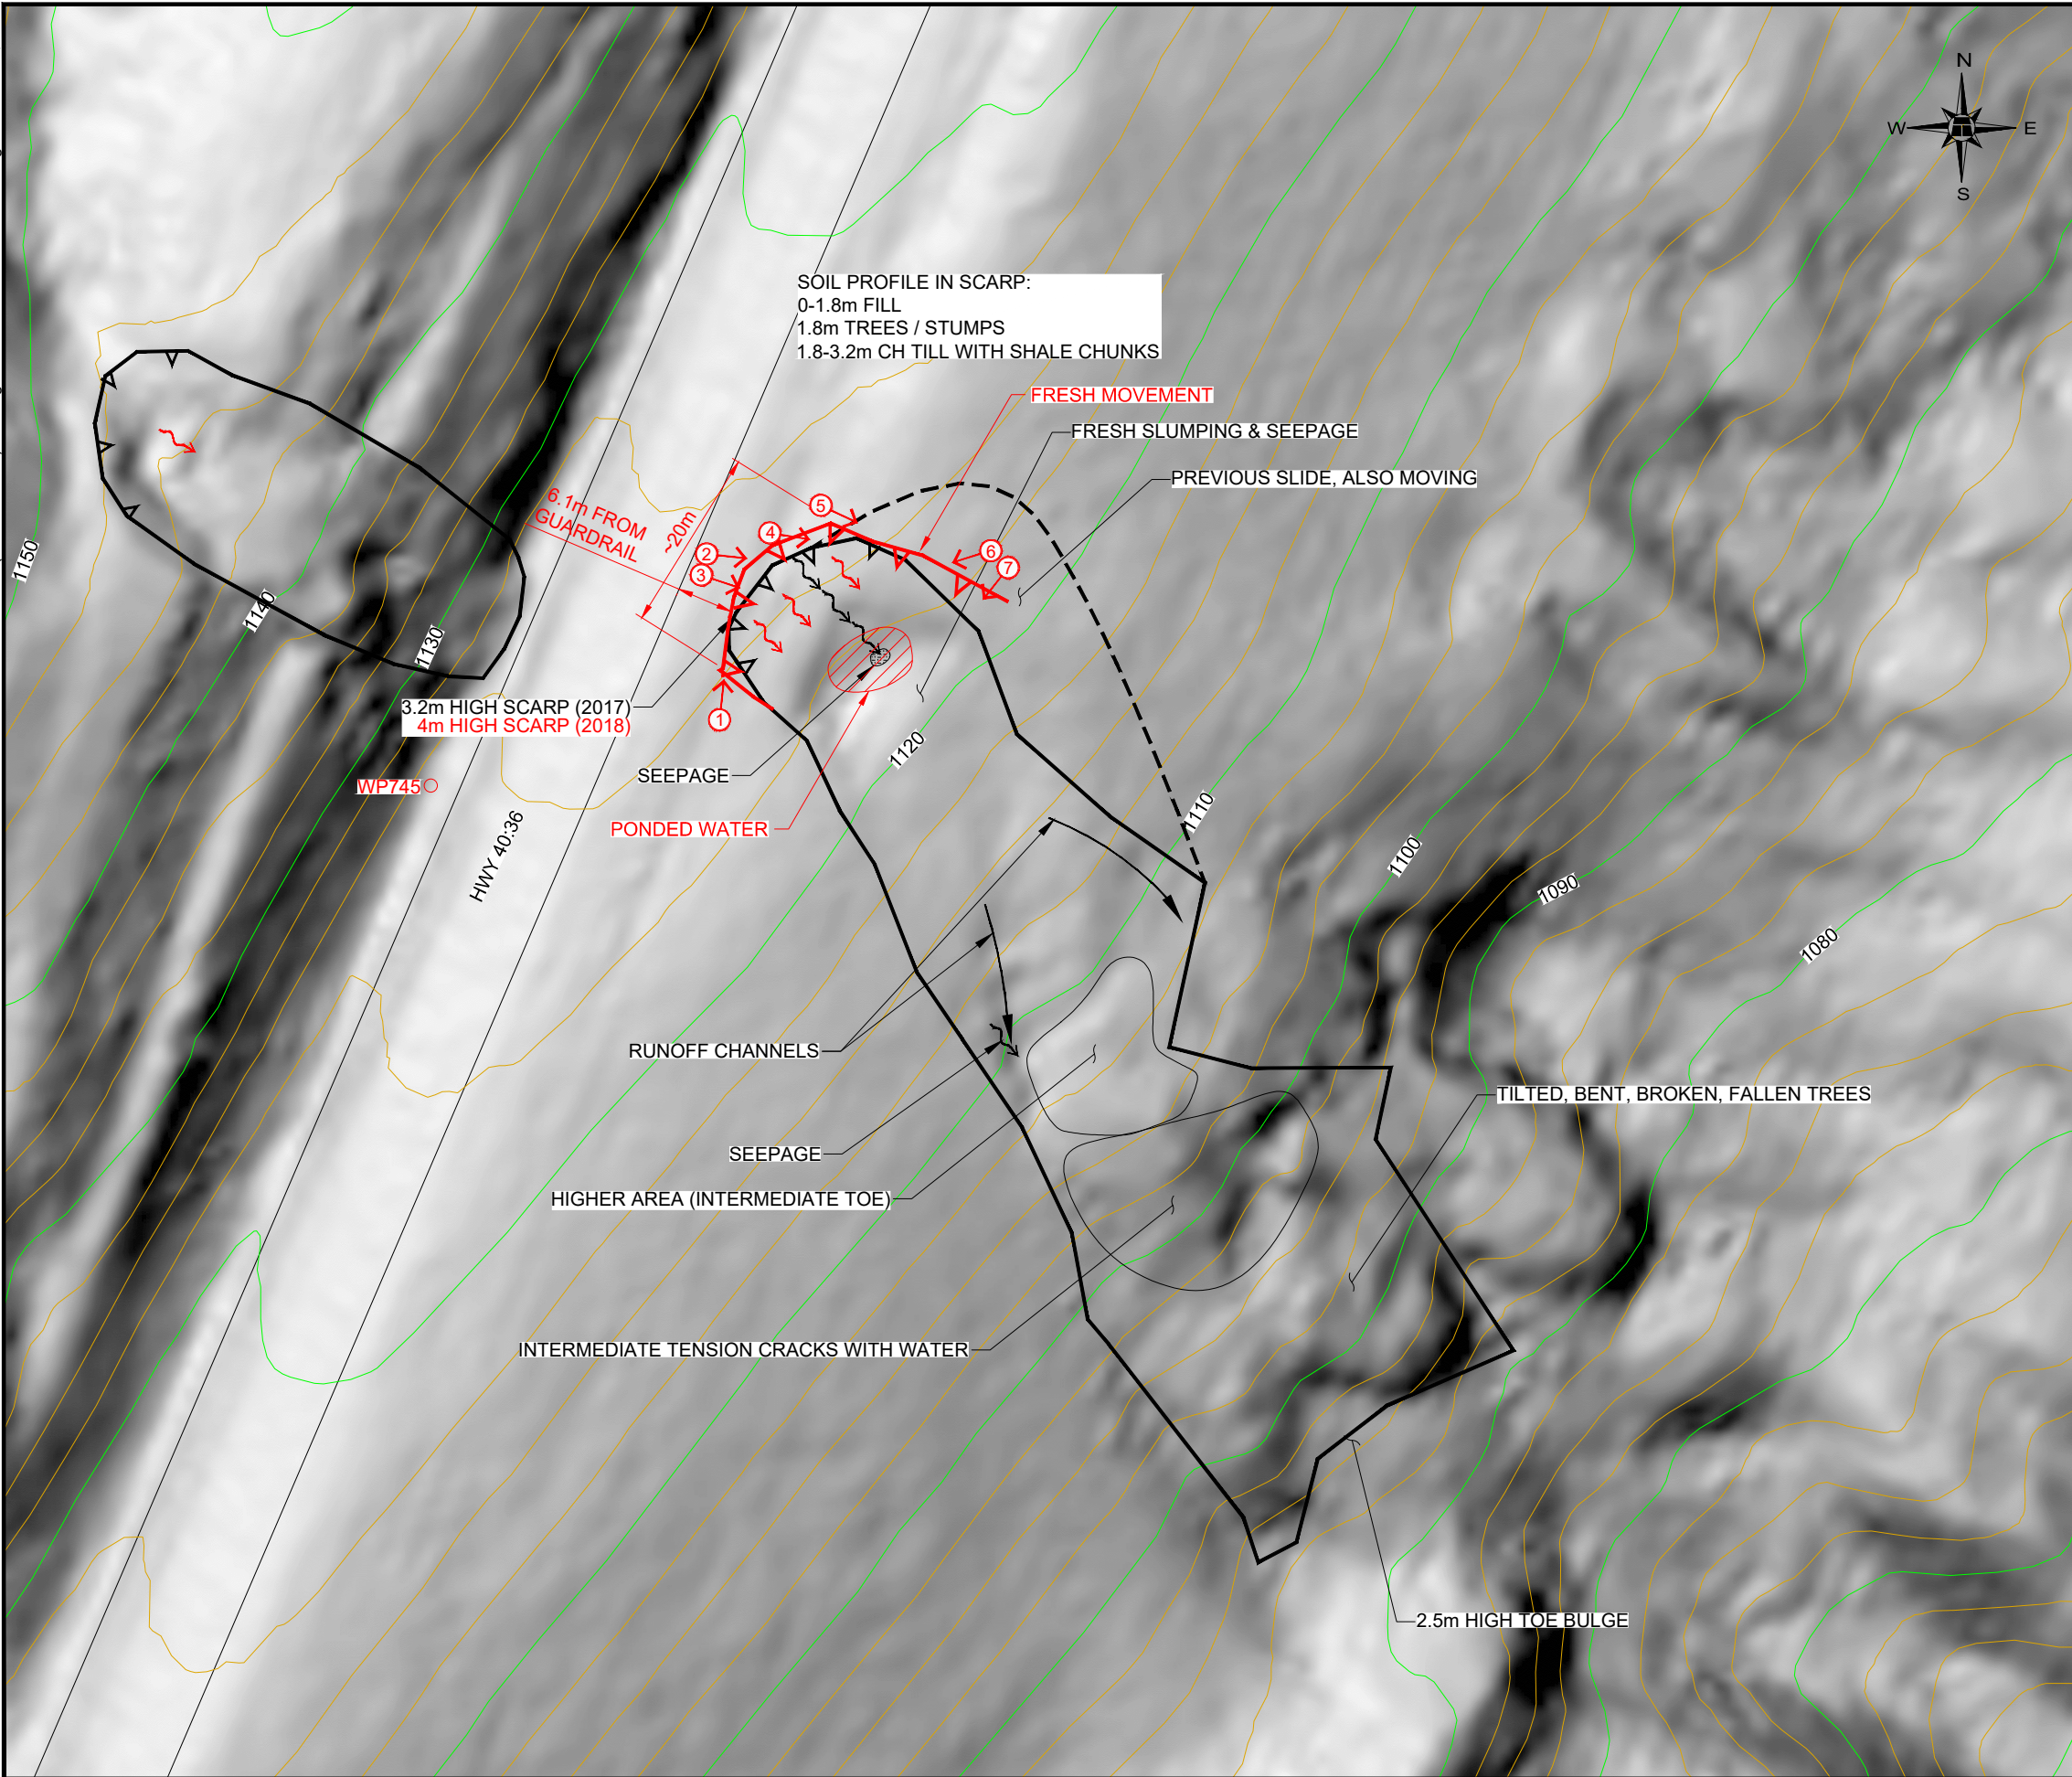 N
W
E
S
SOIL PROFILE IN SCARP:
0-1.8m FILL
1.8m TREES / STUMPS
1.8-3.2m CH TILL WITH SHALE CHUNKS
FRESH MOVEMENT
FRESH SLUMPING & SEEPAGE
PREVIOUS SLIDE, ALSO MOVING
6.1m FROM
GUARDRAIL
~20m
5
4
2
3
6
7
1
1150
1140
1130
3.2m HIGH SCARP (2017)
4m HIGH SCARP (2018)
SEEPAGE
WP745
PONDED WATER
HWY 40:36
1120
1110
1100
1090
1080
RUNOFF CHANNELS
TILTED, BENT, BROKEN, FALLEN TREES
SEEPAGE
HIGHER AREA (INTERMEDIATE TOE)
INTERMEDIATE TENSION CRACKS WITH WATER
2.5m HIGH TOE BULGE